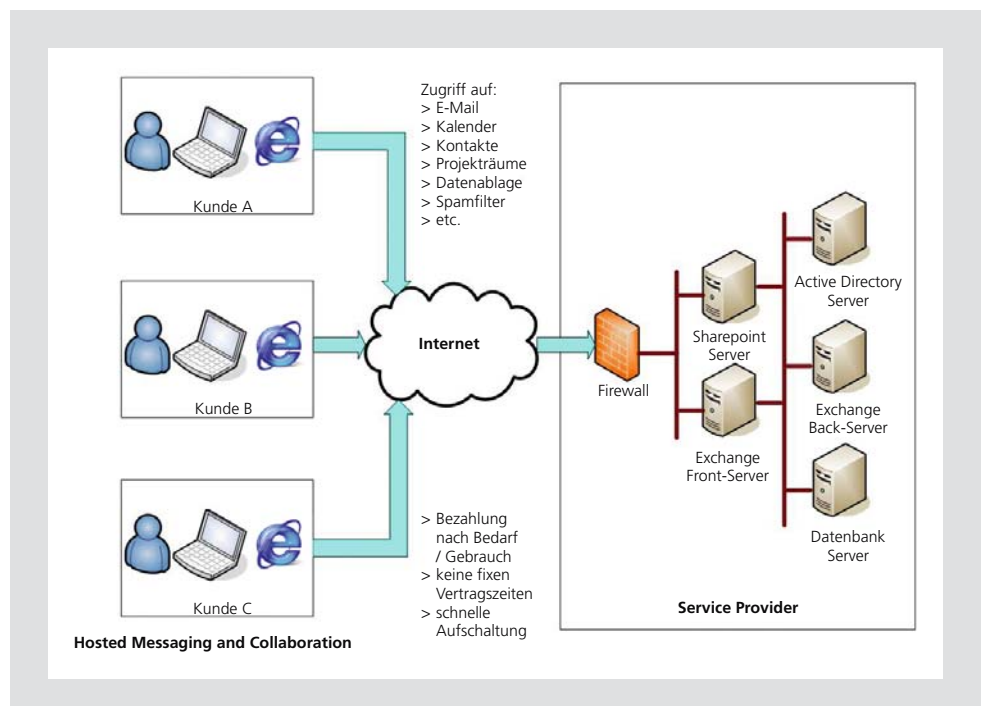 Kunde A
Zugriff auf:
> E-Mail
> Kalender
> Kontakte
> Projekträume
> Datenablage
> Spamfilter
> etc.
Kunde B
Internet
Firewall
Sharepoint
Server
Exchange
Front-Server
Active Directory
Server
Exchange
Back-Server
Datenbank
Server
Kunde C
> Bezahlung
nach Bedarf
/ Gebrauch
> keine fixen
Vertragszeiten
> schnelle
Aufschaltung
Service Provider
Hosted Messaging and Collaboration